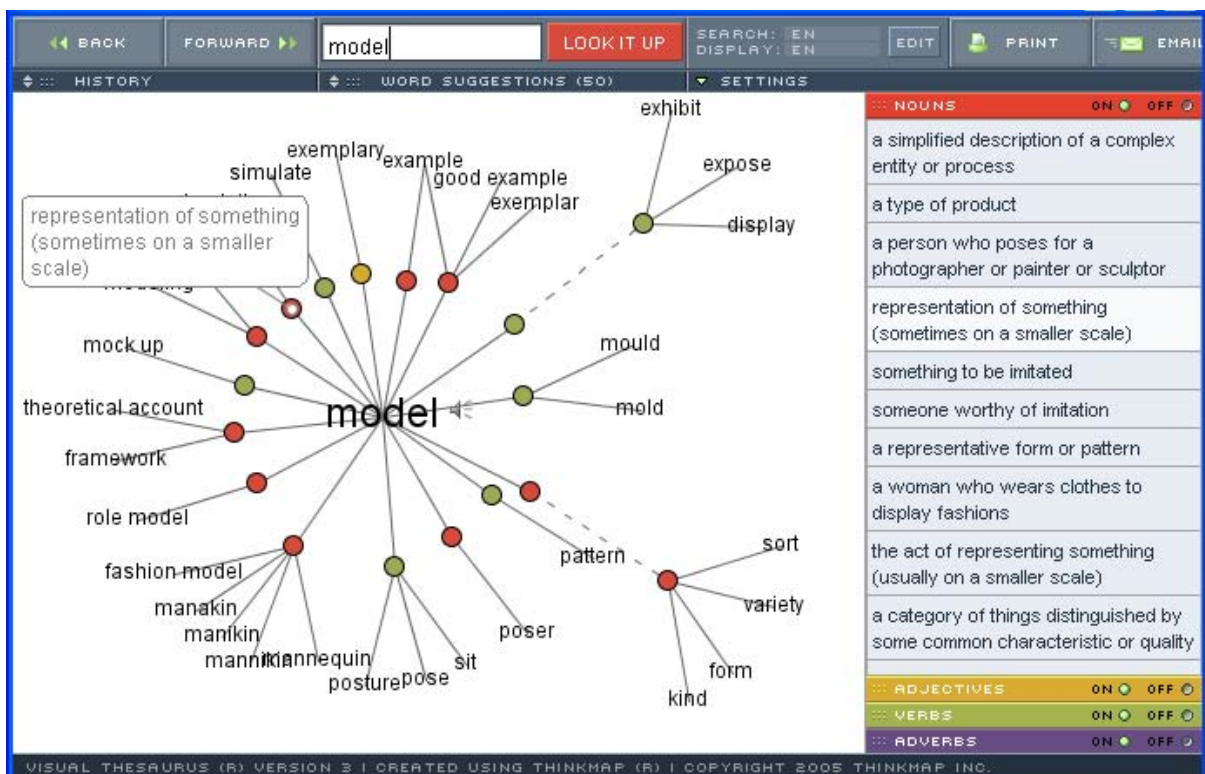 BACK
FORWARD
model
LOOK IT UP
SEARCH: EN
DISPLAY: EN
EDIT
PRINT
EMAIL
HISTORY
WORD SUGGESTIONS (50)
SETTINGS
exhibit
expose
display
exemplary
example
simulate
good example
exemplar
representation of something
(sometimes on a smaller
scale)
mock up
mould
theoretical account
model
mold
framework
role model
pattern
sort
fashion model
variety
manakin
manikin
poser
mannikin
mannequin
sit
form
posture
pose
kind
NOUNS ON OFF
a simplified description of a complex
entity or process
a type of product
a person who poses for a
photographer or painter or sculptor
representation of something
(sometimes on a smaller scale)
something to be imitated
someone worthy of imitation
a representative form or pattern
a woman who wears clothes to
display fashions
the act of representing something
(usually on a smaller scale)
a category of things distinguished by
some common characteristic or quality
ADJECTIVES ON OFF
VERBS ON OFF
ADVERBS ON OFF
VISUAL THESAURUS (R) VERSION 3 | CREATED USING THINKMAP (R) | COPYRIGHT 2005 THINKMAP INC.